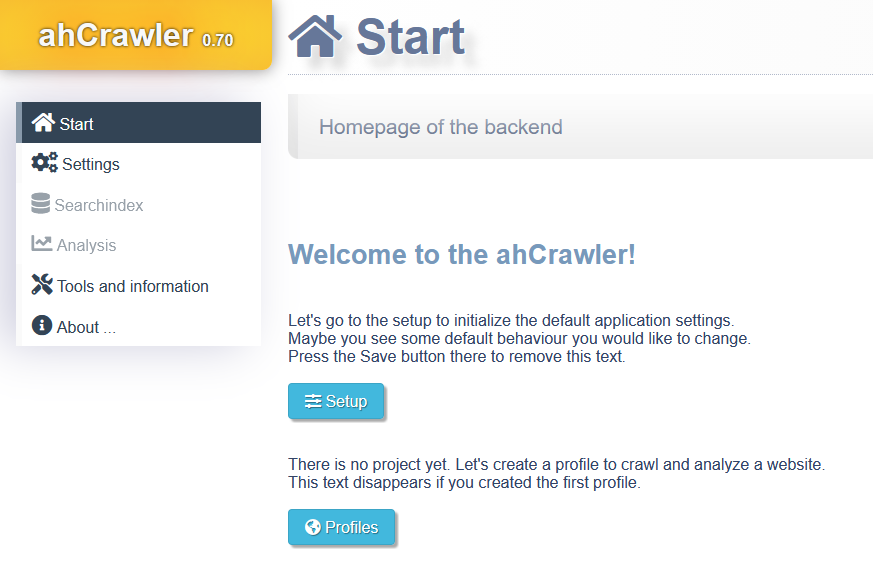 ahCrawler 0.70
Start
Start
Settings
Searchindex
Analysis
Tools and information
About ...
Homepage of the backend
Welcome to the ahCrawler!
Let's go to the setup to initialize the default application settings.
Maybe you see some default behaviour you would like to change.
Press the Save button there to remove this text.
Setup
There is no project yet. Let's create a profile to crawl and analyze a website.
This text disappears if you created the first profile.
Profiles